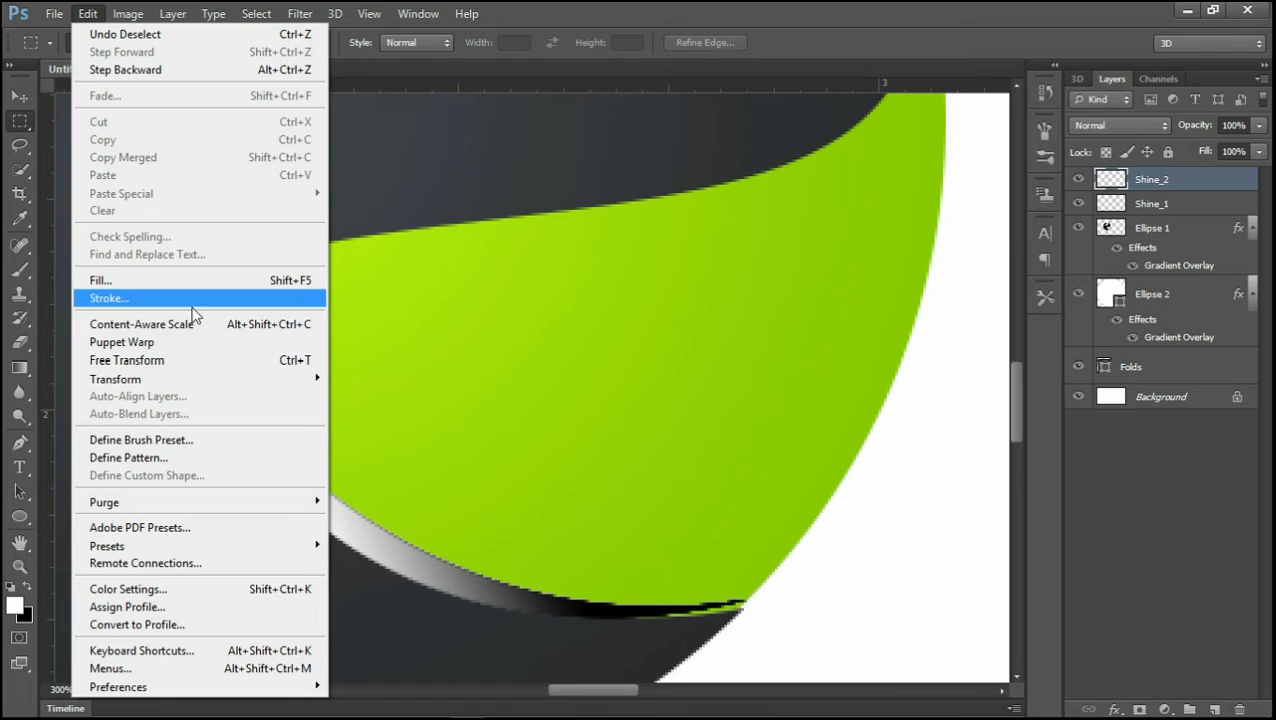 Ps File Edit Image Layer Type Select Filter 3D View Window Help
Style: Normal Width: Height: Refine Edge... 3D
Unti
Undo Deselect Ctrl+Z
Step Forward Shift+Ctrl+Z
Step Backward Alt+Ctrl+Z
Fade... Shift+Ctrl+F
Cut Ctrl+X
Copy Ctrl+C
Copy Merged Shift+Ctrl+C
Paste Ctrl+V
Paste Special
Clear
Check Spelling...
Find and Replace Text...
Fill... Shift+F5
Stroke...
Content-Aware Scale Alt+Shift+Ctrl+C
Puppet Warp
Free Transform Ctrl+T
Transform
Auto-Align Layers...
Auto-Blend Layers...
Define Brush Preset...
Define Pattern...
Define Custom Shape...
Purge
Adobe PDF Presets...
Presets
Remote Connections...
Color Settings... Shift+Ctrl+K
Assign Profile...
Convert to Profile...
Keyboard Shortcuts... Alt+Shift+Ctrl+K
Menus... Alt+Shift+Ctrl+M
Preferences
3
2
300%
Timeline
3D Layers Channels
Kind
Normal Opacity: 100%
Lock: Fill: 100%
Shine_2
Shine_1
Ellipse 1 fx
Effects
Gradient Overlay
Ellipse 2 fx
Effects
Gradient Overlay
Folds
Background
fx